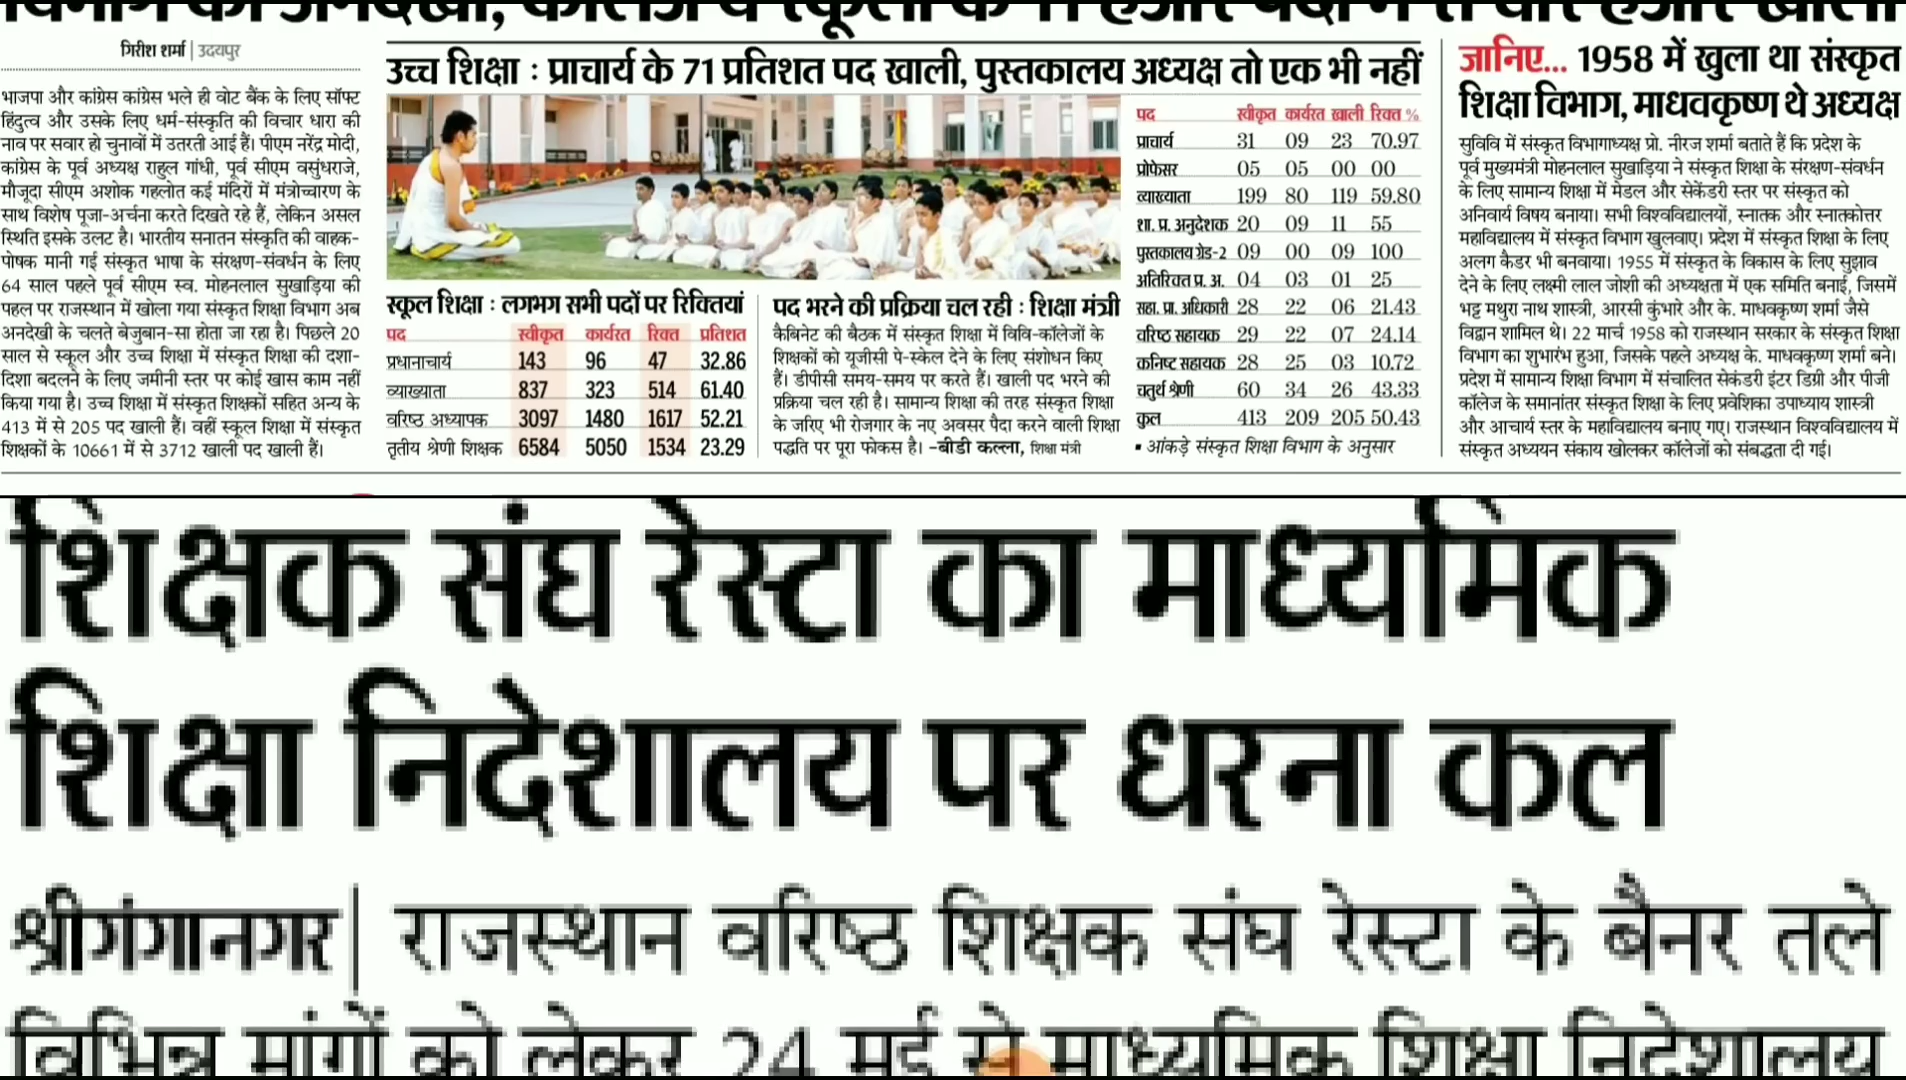 गिरीश शर्मा | उदयपुर
भाजपा और कांग्रेस कांग्रेस भले ही वोट बैंक के लिए सॉफ्ट
हिंदुत्व और उसके लिए धर्म-संस्कृति की विचार धारा की
नाव पर सवार हो चुनावों में उतरती आई हैं। पीएम नरेंद्र मोदी,
कांग्रेस के पूर्व अध्यक्ष राहुल गांधी, पूर्व सीएम वसुंधराजे,
मौजूदा सीएम अशोक गहलोत कई मंदिरों में मंत्रोच्चारण के
साथ विशेष पूजा-अर्चना करते दिखते रहे हैं, लेकिन असल
स्थिति इसके उलट है। भारतीय सनातन संस्कृति की वाहक-
पोषक मानी गई संस्कृत भाषा के संरक्षण-संवर्धन के लिए
64 साल पहले पूर्व सीएम स्व. मोहनलाल सुखाड़िया की
पहल पर राजस्थान में खोला गया संस्कृत शिक्षा विभाग अब
अनदेखी के चलते बेजुबान-सा होता जा रहा है। पिछले 20
साल से स्कूल और उच्च शिक्षा में संस्कृत शिक्षा की दशा-
दिशा बदलने के लिए जमीनी स्तर पर कोई खास काम नहीं
किया गया है। उच्च शिक्षा में संस्कृत शिक्षकों सहित अन्य के
413 में से 205 पद खाली हैं। वहीं स्कूल शिक्षा में संस्कृत
शिक्षकों के 10661 में से 3712 खाली पद खाली हैं।
उच्च शिक्षा : प्राचार्य के 71 प्रतिशत पद खाली, पुस्तकालय अध्यक्ष तो एक भी नहीं
स्कूल शिक्षा : लगभग सभी पदों पर रिक्तियां
पद स्वीकृत कार्यरत रिक्त प्रतिशत
प्रधानाचार्य 143 96 47 32.86
व्याख्याता 837 323 514 61.40
वरिष्ठ अध्यापक 3097 1480 1617 52.21
तृतीय श्रेणी शिक्षक 6584 5050 1534 23.29
पद भरने की प्रक्रिया चल रही : शिक्षा मंत्री
कैबिनेट की बैठक में संस्कृत शिक्षा में विवि-कॉलेजों के
शिक्षकों को यूजीसी पे-स्केल देने के लिए संशोधन किए
हैं। डीपीसी समय-समय पर करते हैं। खाली पद भरने की
प्रक्रिया चल रही है। सामान्य शिक्षा की तरह संस्कृत शिक्षा
के जरिए भी रोजगार के नए अवसर पैदा करने वाली शिक्षा
पद्धति पर पूरा फोकस है। -बीडी कल्ला, शिक्षा मंत्री
पद स्वीकृत कार्यरत खाली रिक्त %
प्राचार्य 31 09 23 70.97
प्रोफेसर 05 05 00 00
व्याख्याता 199 80 119 59.80
शा. प्र. अनुदेशक 20 09 11 55
पुस्तकालय ग्रेड-2 09 00 09 100
अतिरिक्त प्र. अ. 04 03 01 25
सहा. प्रा. अधिकारी 28 22 06 21.43
वरिष्ठ सहायक 29 22 07 24.14
कनिष्ट सहायक 28 25 03 10.72
चतुर्थ श्रेणी 60 34 26 43.33
कुल 413 209 205 50.43
▪ आंकड़े संस्कृत शिक्षा विभाग के अनुसार
जानिए... 1958 में खुला था संस्कृत
शिक्षा विभाग, माधवकृष्ण थे अध्यक्ष
सुविवि में संस्कृत विभागाध्यक्ष प्रो. नीरज शर्मा बताते हैं कि प्रदेश के
पूर्व मुख्यमंत्री मोहनलाल सुखाड़िया ने संस्कृत शिक्षा के संरक्षण-संवर्धन
के लिए सामान्य शिक्षा में मेडल और सेकेंडरी स्तर पर संस्कृत को
अनिवार्य विषय बनाया। सभी विश्वविद्यालयों, स्नातक और स्नातकोत्तर
महाविद्यालय में संस्कृत विभाग खुलवाए। प्रदेश में संस्कृत शिक्षा के लिए
अलग कैडर भी बनवाया। 1955 में संस्कृत के विकास के लिए सुझाव
देने के लिए लक्ष्मी लाल जोशी की अध्यक्षता में एक समिति बनाई, जिसमें
भट्ट मथुरा नाथ शास्त्री, आरसी कुंभारे और के. माधवकृष्ण शर्मा जैसे
विद्वान शामिल थे। 22 मार्च 1958 को राजस्थान सरकार के संस्कृत शिक्षा
विभाग का शुभारंभ हुआ, जिसके पहले अध्यक्ष के. माधवकृष्ण शर्मा बने।
प्रदेश में सामान्य शिक्षा विभाग में संचालित सेकंडरी इंटर डिग्री और पीजी
कॉलेज के समानांतर संस्कृत शिक्षा के लिए प्रवेशिका उपाध्याय शास्त्री
और आचार्य स्तर के महाविद्यालय बनाए गए। राजस्थान विश्वविद्यालय में
संस्कृत अध्ययन संकाय खोलकर कॉलेजों को संबद्धता दी गई।
शिक्षक संघ रेस्टा का माध्यमिक
शिक्षा निदेशालय पर धरना कल
श्रीगंगानगर| राजस्थान वरिष्ठ शिक्षक संघ रेस्टा के बैनर तले
विभिन्न मांगों को लेकर 24 मई से माध्यमिक शिक्षा निदेशालय